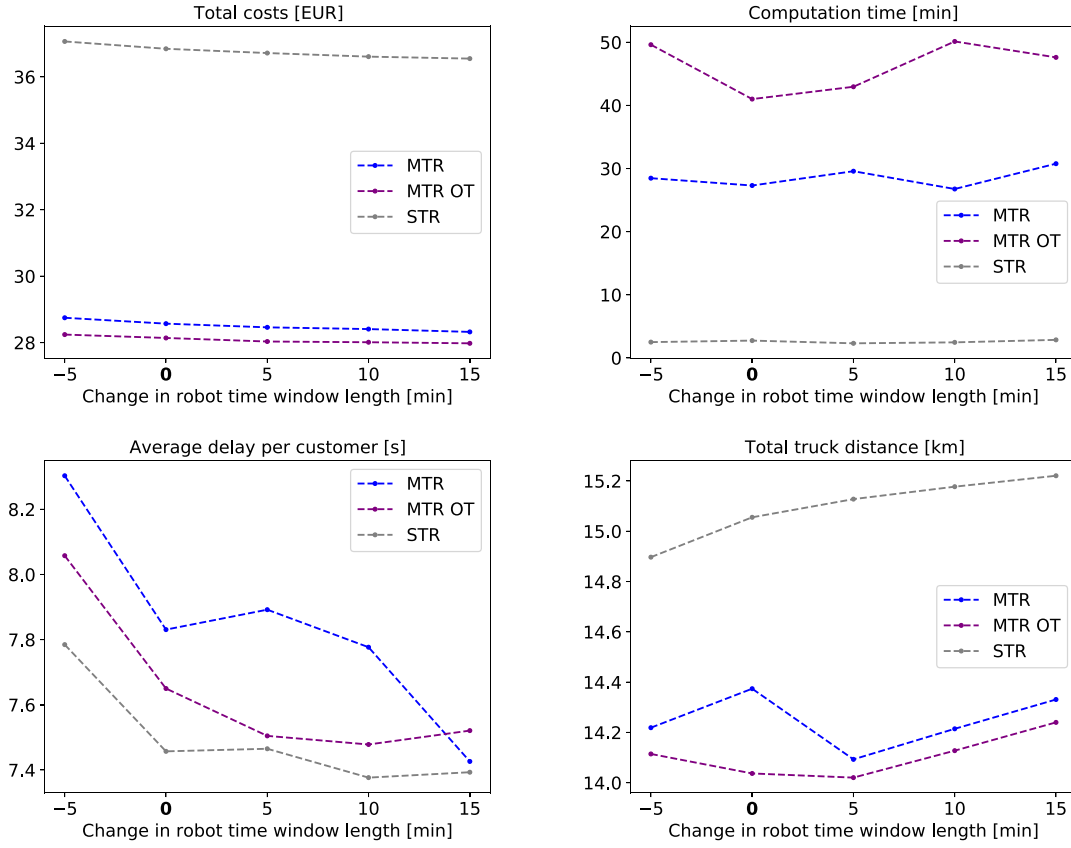 Total costs [EUR]
36
34
32
30
28
MTR
MTR OT
STR
−5 0 5 10 15
Change in robot time window length [min]
Computation time [min]
50
40
30
20
10
0
MTR
MTR OT
STR
−5 0 5 10 15
Change in robot time window length [min]
Average delay per customer [s]
8.2
8.0
7.8
7.6
7.4
MTR
MTR OT
STR
−5 0 5 10 15
Change in robot time window length [min]
Total truck distance [km]
15.2
15.0
14.8
14.6
14.4
14.2
14.0
MTR
MTR OT
STR
−5 0 5 10 15
Change in robot time window length [min]